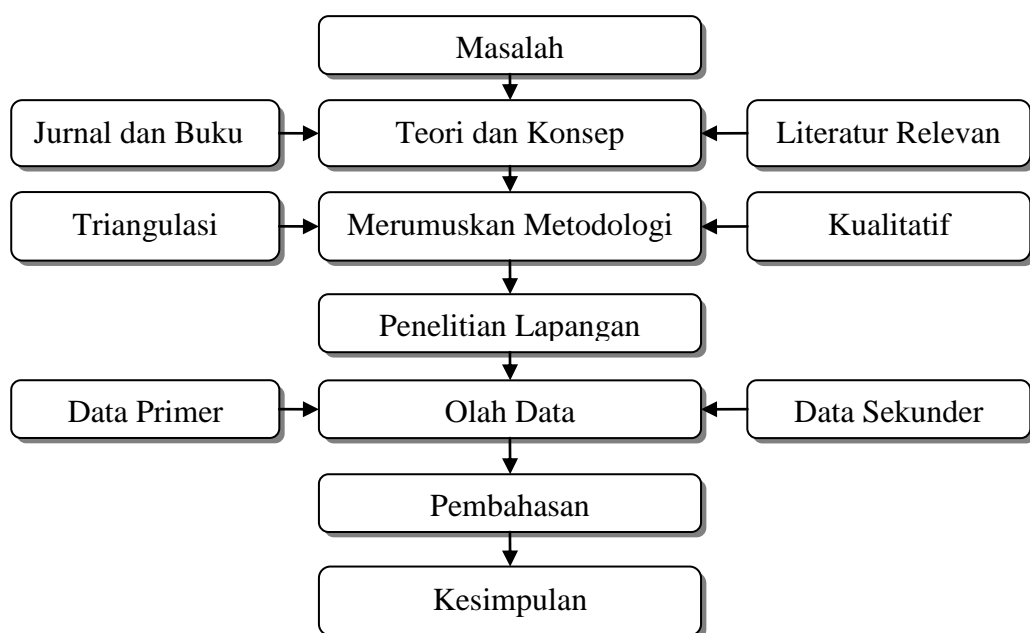 Masalah
Jurnal dan Buku
Teori dan Konsep
Literatur Relevan
Triangulasi
Merumuskan Metodologi
Kualitatif
Penelitian Lapangan
Data Primer
Olah Data
Data Sekunder
Pembahasan
Kesimpulan